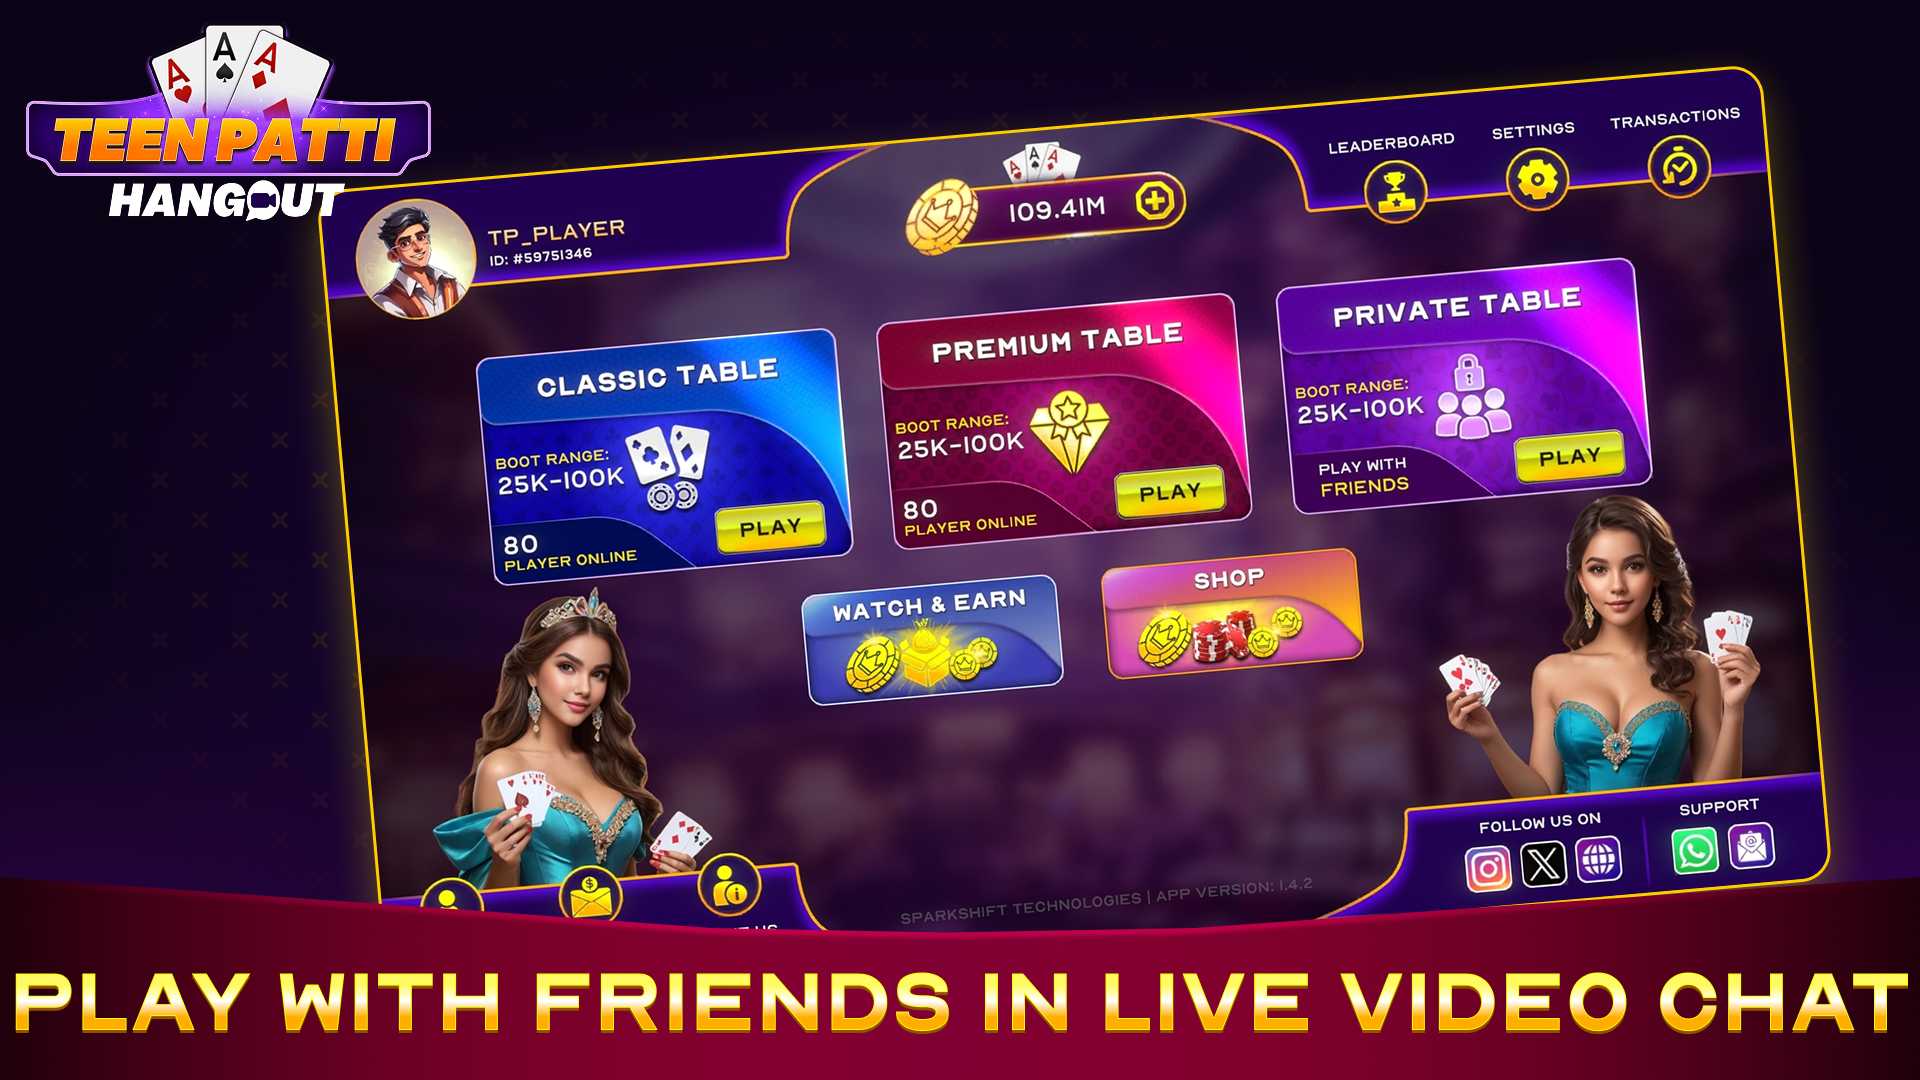 A A A
TEEN PATTI
HANGOUT
TP_PLAYER
ID: #59751346
A A A
109.41M
LEADERBOARD
SETTINGS
TRANSACTIONS
CLASSIC TABLE
BOOT RANGE:
25K-100K
80
PLAYER ONLINE
PLAY
PREMIUM TABLE
BOOT RANGE:
25K-100K
80
PLAYER ONLINE
PLAY
PRIVATE TABLE
BOOT RANGE:
25K-100K
PLAY WITH
FRIENDS
PLAY
WATCH & EARN
SHOP
FOLLOW US ON
SUPPORT
SPARKSHIFT TECHNOLOGIES | APP VERSION: 1.4.2
US
PLAY WITH FRIENDS IN LIVE VIDEO CHAT